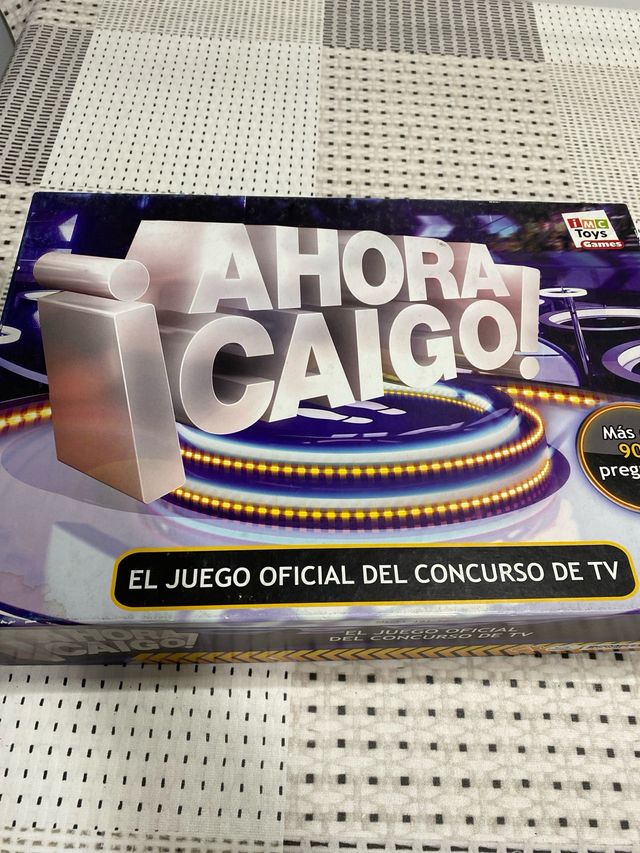 iMC
Toys
Games
¡AHORA
CAIGO!
Más
90
EL JUEGO OFICIAL DEL CONCURSO DE TV
AHORA
¡CAIGO!
EL JUEGO OFICIAL
DEL CONCURSO DE TV